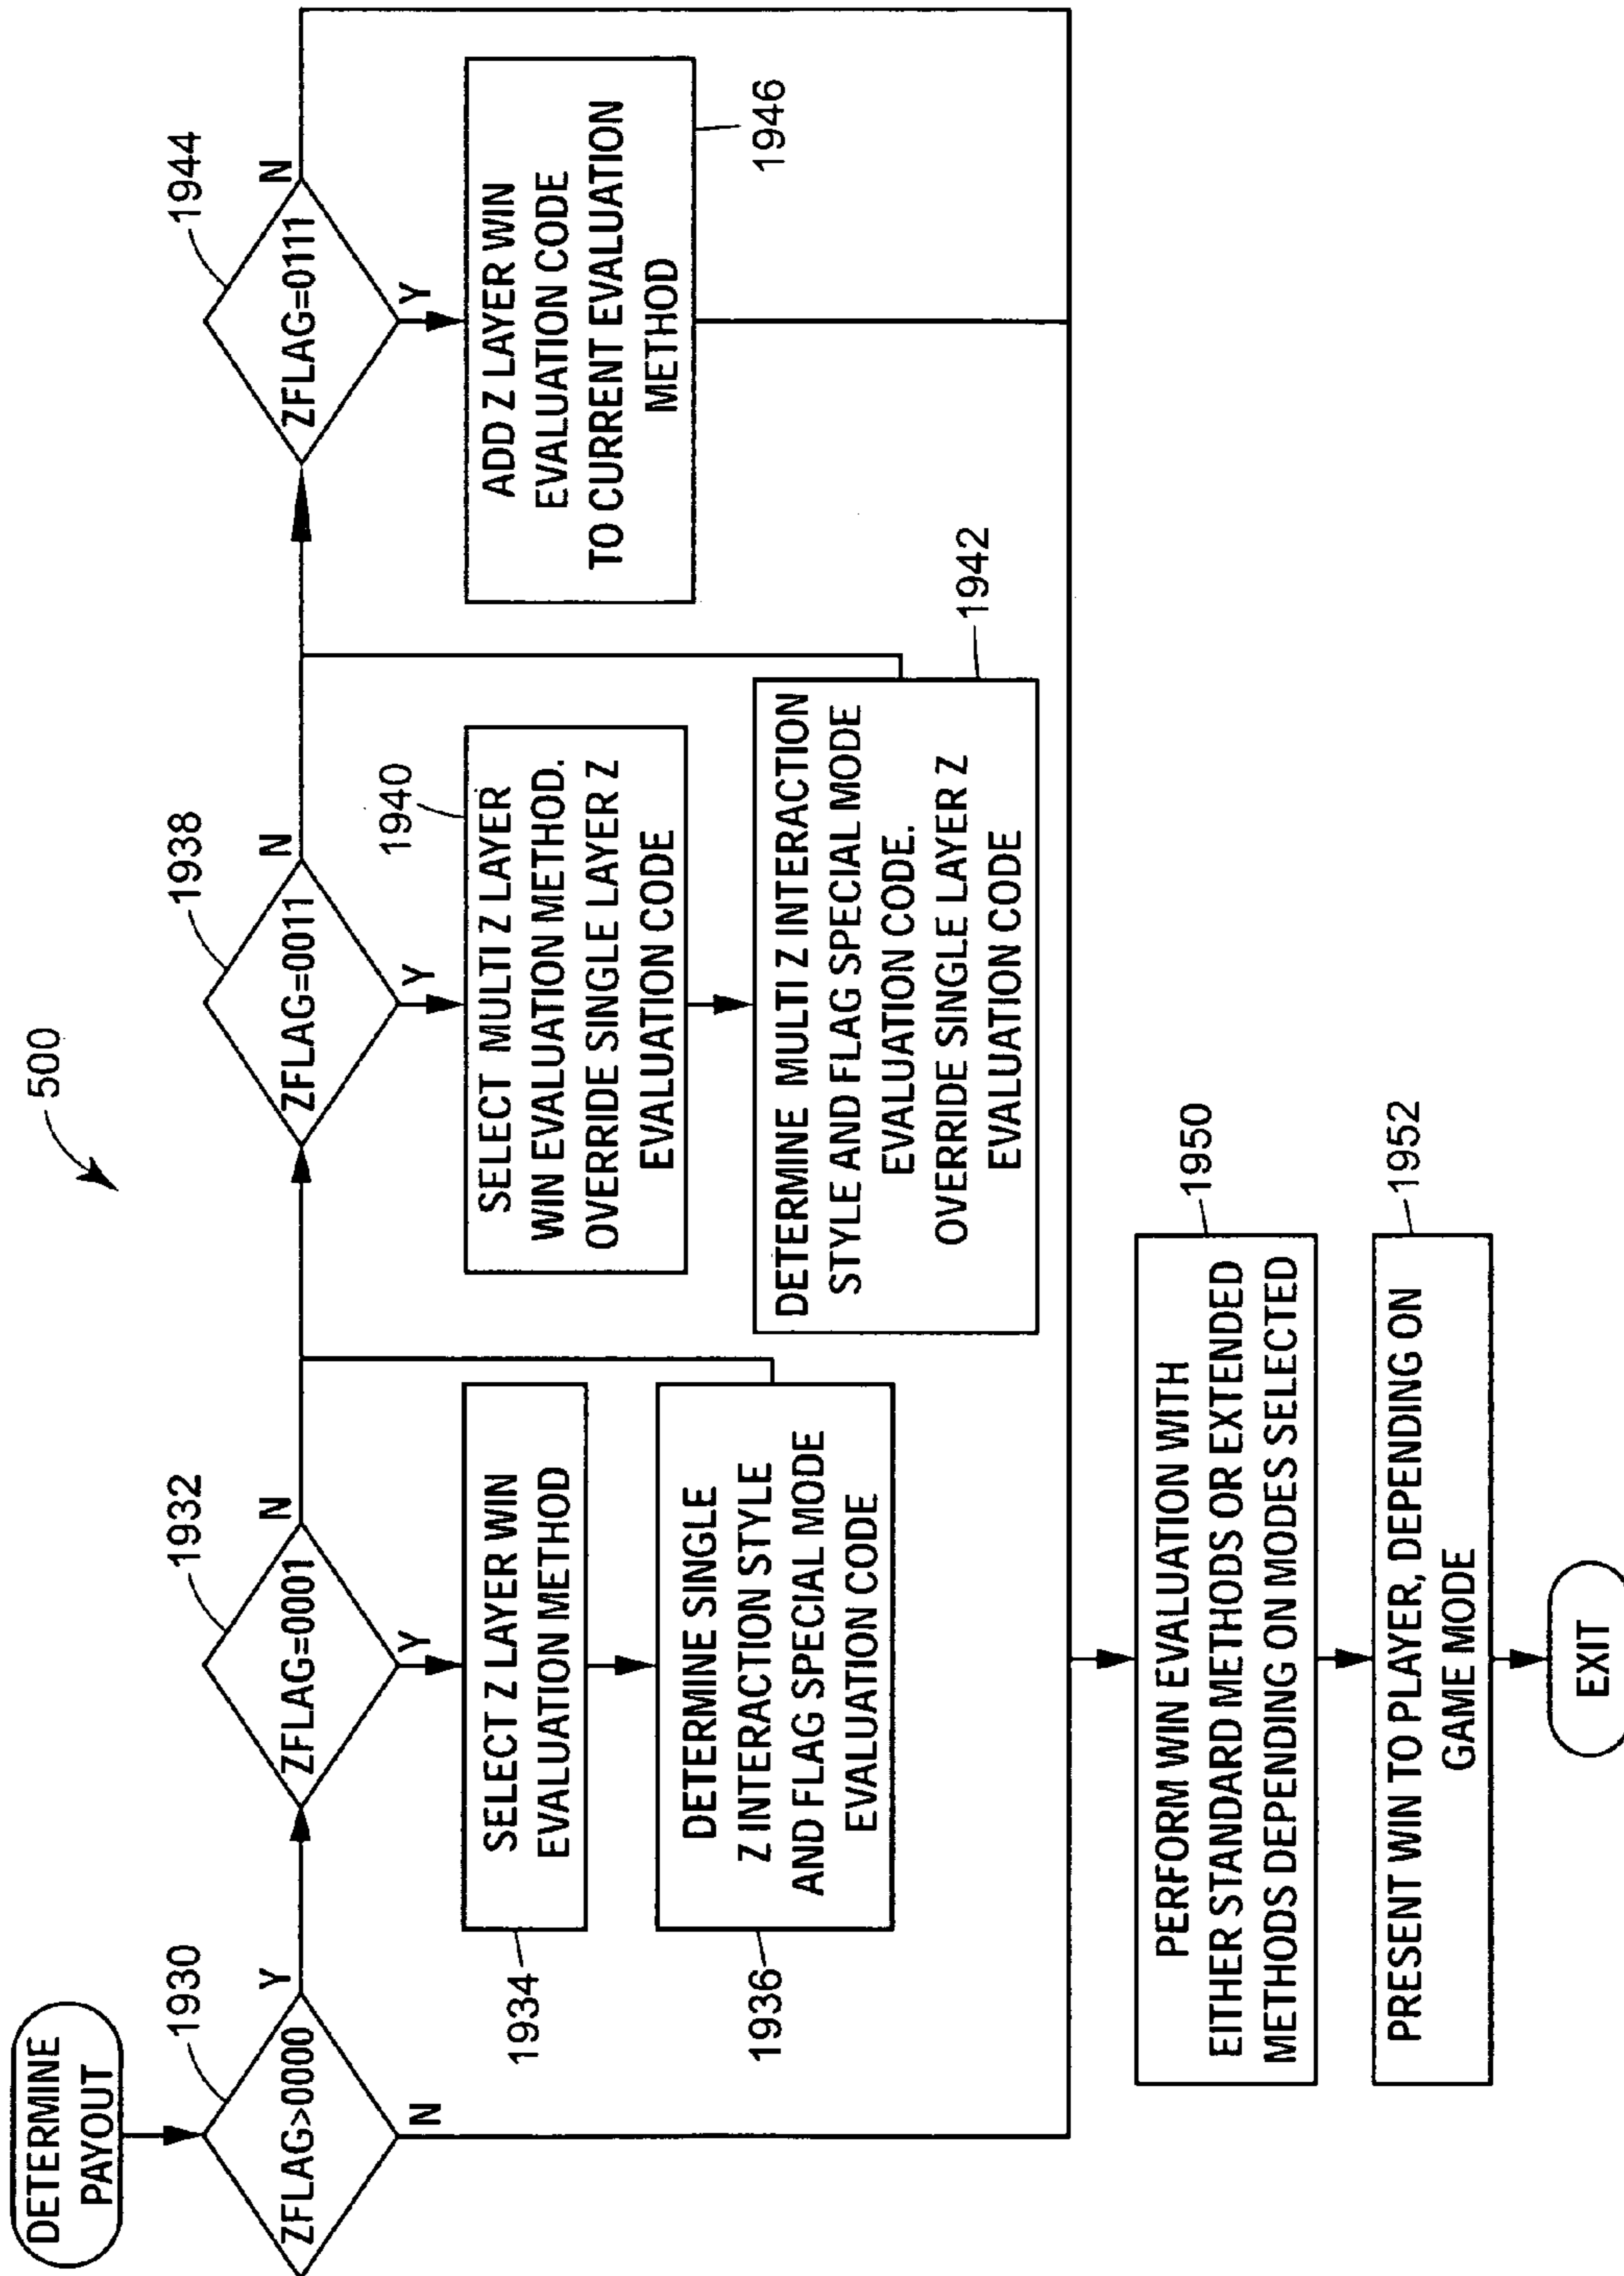 500
DETERMINE
PAYOUT
1930
ZFLAG>0000
Y
N
1932
ZFLAG=0001
N
Y
SELECT Z LAYER WIN
EVALUATION METHOD
1934
DETERMINE SINGLE
Z INTERACTION STYLE
AND FLAG SPECIAL MODE
EVALUATION CODE
1936
1938
ZFLAG=0011
N
Y
1940
SELECT MULTI Z LAYER
WIN EVALUATION METHOD.
OVERRIDE SINGLE LAYER Z
EVALUATION CODE
DETERMINE MULTI Z INTERACTION
STYLE AND FLAG SPECIAL MODE
EVALUATION CODE.
OVERRIDE SINGLE LAYER Z
EVALUATION CODE
1942
1944
ZFLAG=0111
N
Y
ADD Z LAYER WIN
EVALUATION CODE
TO CURRENT EVALUATION
METHOD
1946
1950
PERFORM WIN EVALUATION WITH
EITHER STANDARD METHODS OR EXTENDED
METHODS DEPENDING ON MODES SELECTED
1952
PRESENT WIN TO PLAYER, DEPENDING ON
GAME MODE
EXIT